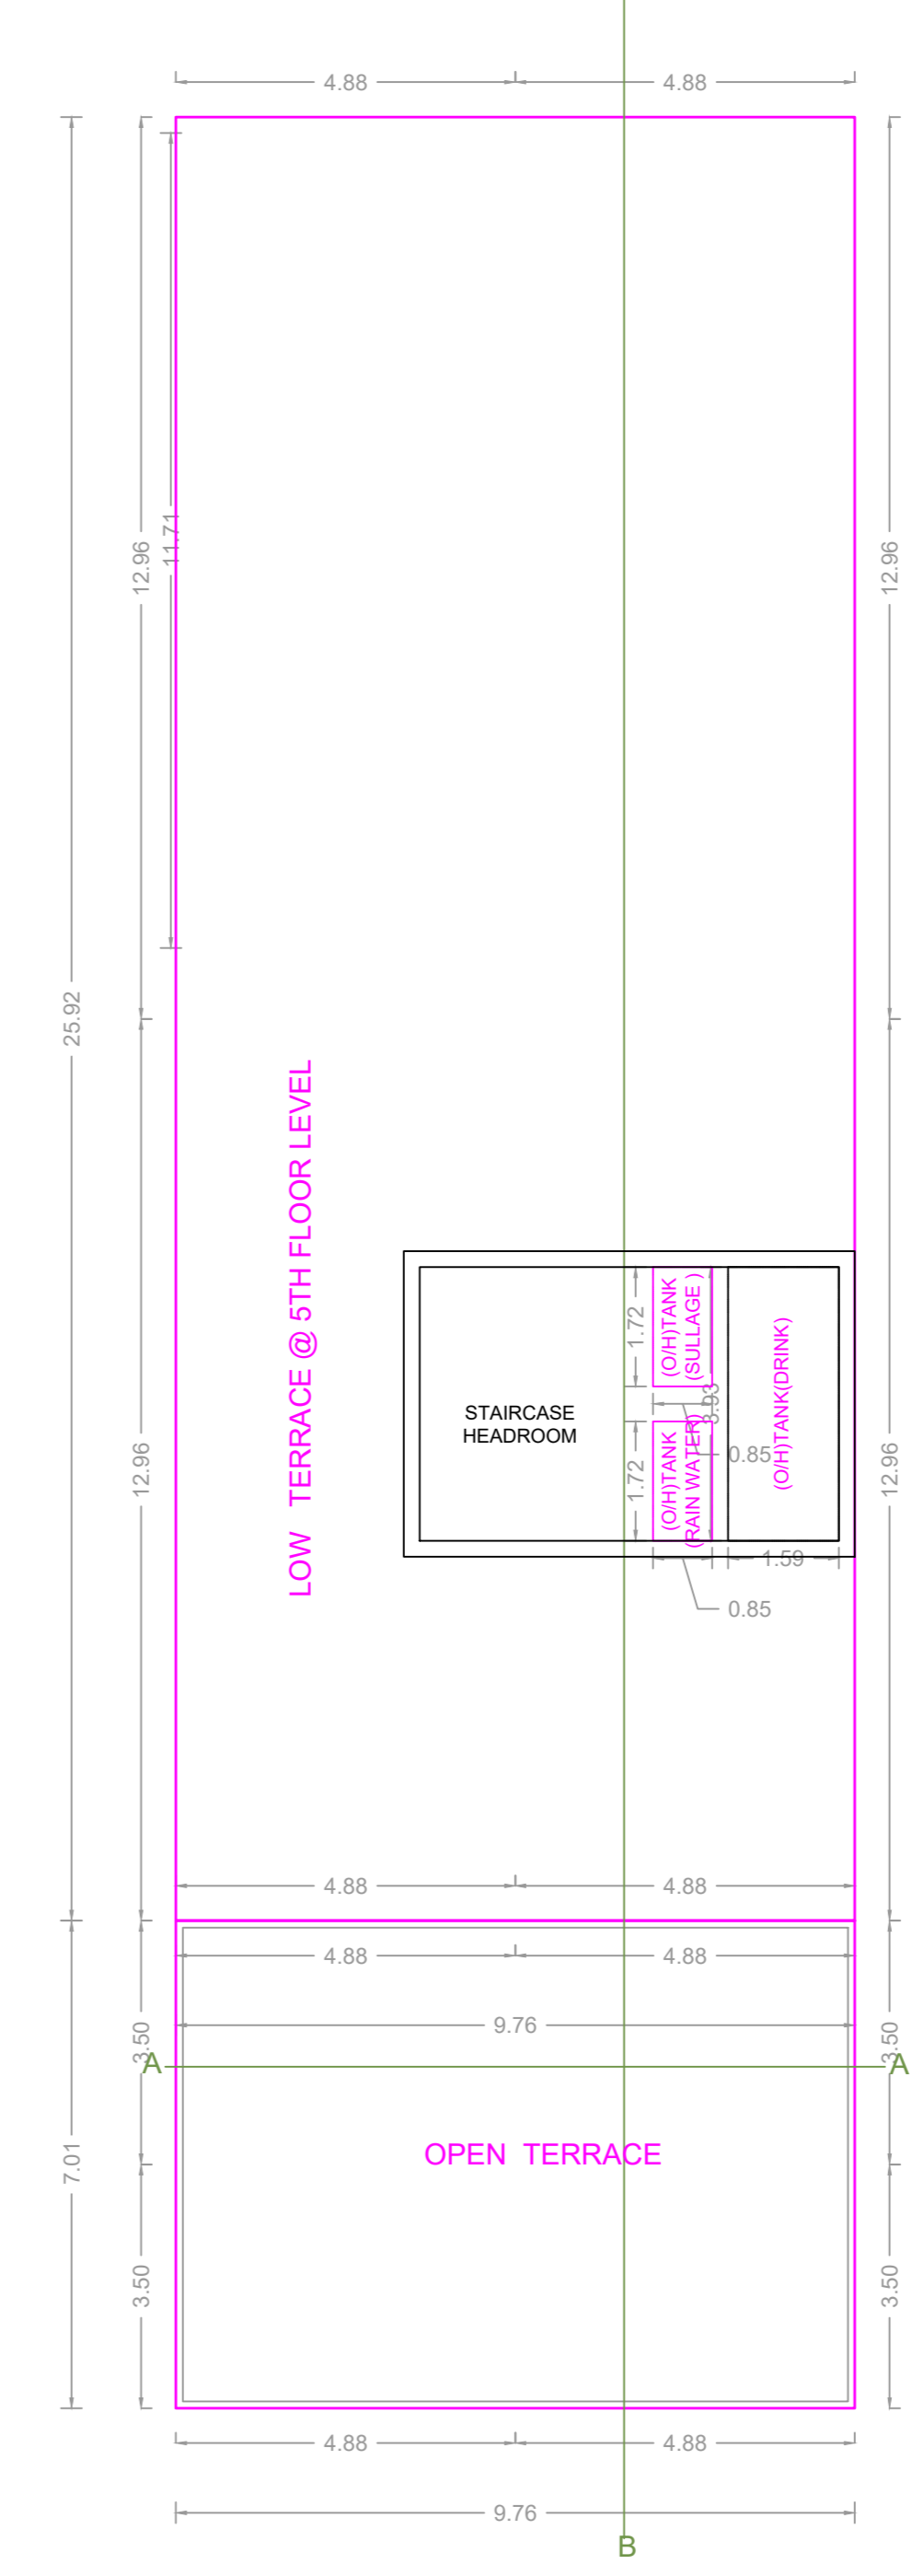 4.88
4.88
12.96
11.71
12.96
25.92
LOW TERRACE @ 5TH FLOOR LEVEL
1.72
(O/H)TANK
(SULLAGE )
3.93
(O/H)TANK(DRINK)
STAIRCASE
HEADROOM
0.85
1.72
(O/H)TANK
(RAIN WATER)
12.96
12.96
1.59
0.85
4.88
4.88
4.88
4.88
9.76
3.50
3.50
A
A
7.01
OPEN TERRACE
3.50
3.50
4.88
4.88
9.76
B